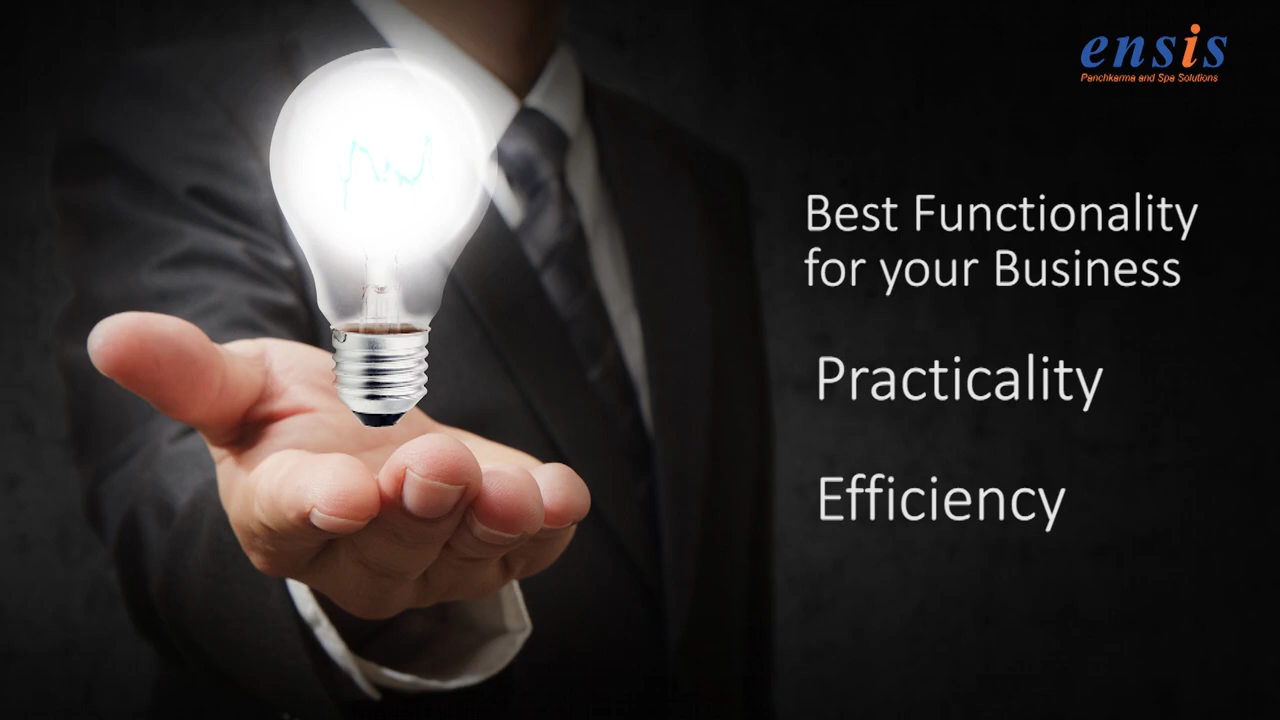 ensis
Panchkarma and Spa Solutions
Best Functionality
for your Business
Practicality
Efficiency